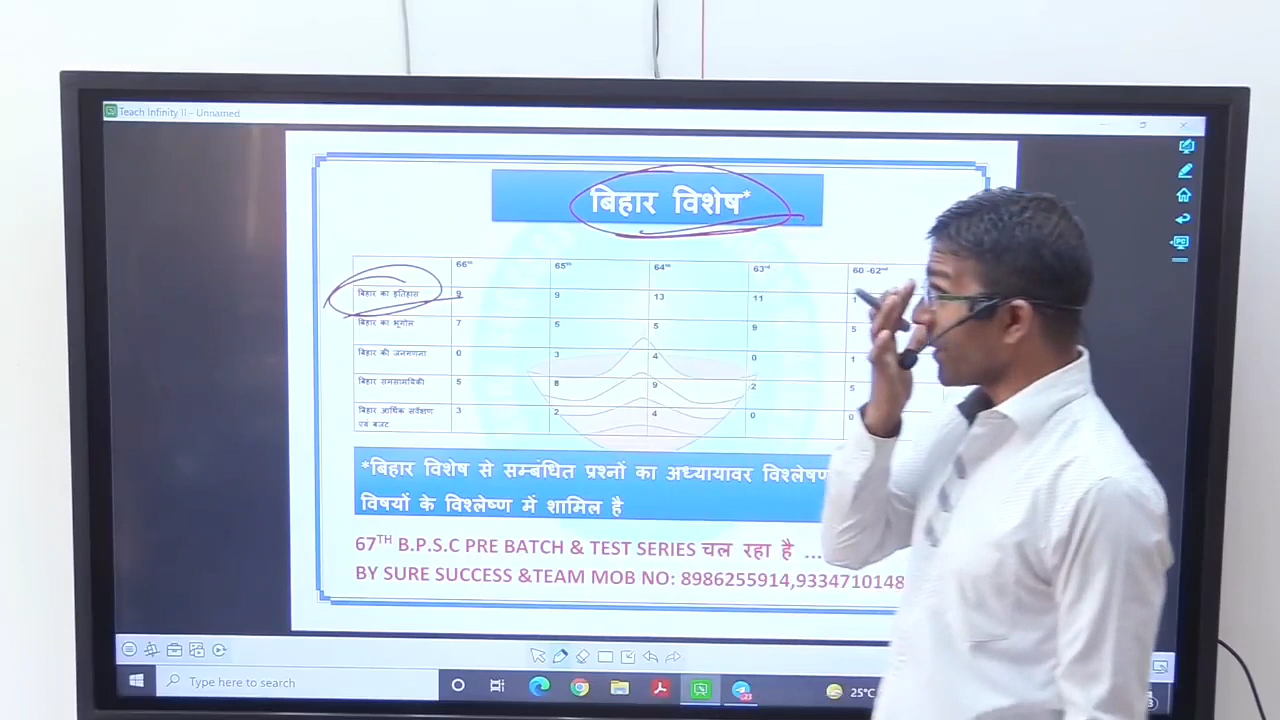 Teach Infinity II - Unnamed
बिहार विशेष*
66th 65th 64th 63rd 60 -62nd
बिहार का इतिहास 9 9 13 11 1
बिहार का भूगोल 7 5 5 9 5
बिहार की जनगणना 0 3 4 0 1
बिहार समसामयिकी 5 8 9 2 5
बिहार आर्थिक सर्वेक्षण एवं बजट 3 2 4 0 0
*बिहार विशेष से सम्बंधित प्रश्नों का अध्यायावर विश्लेषण
विषयों के विश्लेष्ण में शामिल है
67TH B.P.S.C PRE BATCH & TEST SERIES चल रहा है ...
BY SURE SUCCESS &TEAM MOB NO: 8986255914,9334710148
Type here to search
25°C